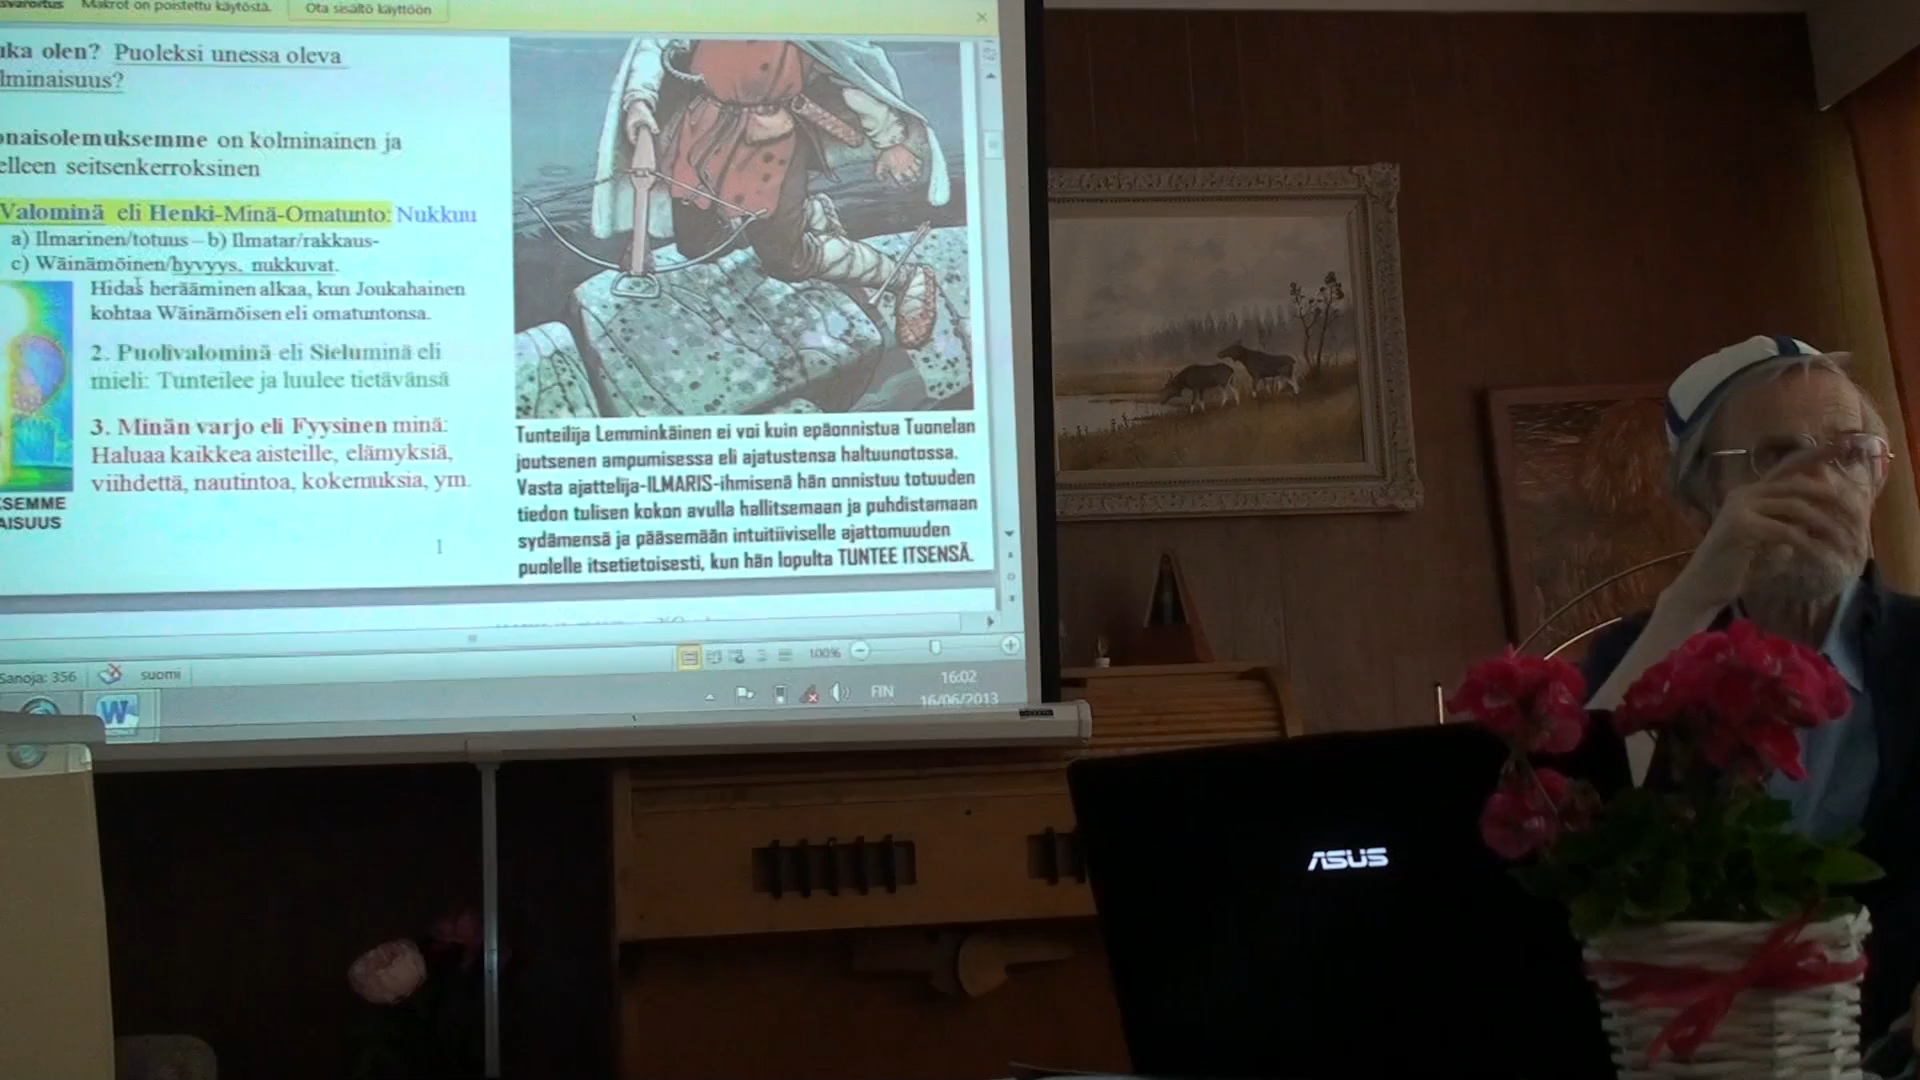 Makrot on poistettu käytöstä.
Ota sisältö käyttöön
olen? Puoleksi unessa oleva
lminaisuus?
onaisolemuksemme on kolminainen ja
elleen seitsenkerroksinen
Valominä eli Henki-Minä-Omatunto: Nukkuu
a) Ilmarinen/totuus – b) Ilmatar/rakkaus-
c) Wäinämöinen/hyvyys, nukkuvat.
Hidas herääminen alkaa, kun Joukahainen
kohtaa Wäinämöisen eli omatuntonsa.
2. Puolivalominä eli Sieluminä eli
mieli: Tunteilee ja luulee tietävänsä
3. Minän varjo eli Fyysinen minä:
Haluaa kaikkea aisteille, elämyksiä,
viihdettä, nautintoa, kokemuksia, ym.
SEMME
AISUUS
1
Tunteilija Lemminkäinen ei voi kuin epäonnistua Tuonelan
joutsenen ampumisessa eli ajatustensa haltuunotossa.
Vasta ajattelija-ILMARIS-ihmisenä hän onnistuu totuuden
tiedon tulisen kokon avulla hallitsemaan ja puhdistamaan
sydämensä ja pääsemään intuitiiviselle ajattomuuden
puolelle itsetietoisesti, kun hän lopulta TUNTEE ITSENSÄ.
Sanoja: 356
suomi
100%
FIN
16:02
16/06/2013
ASUS